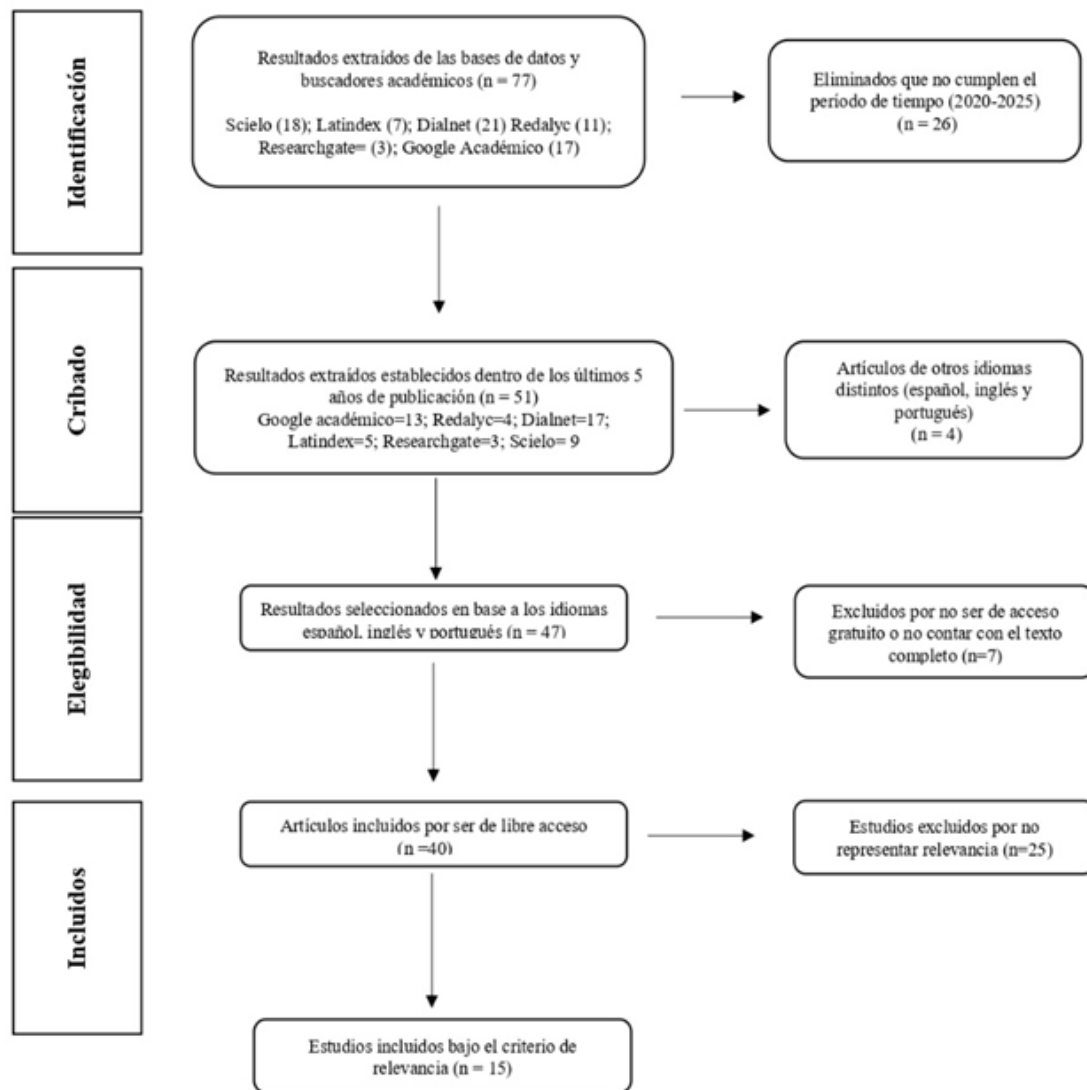 Identificación
Resultados extraídos de las bases de datos y
buscadores académicos (n = 77)
Scielo (18); Latindex (7); Dialnet (21) Redalyc (11);
Researchgate= (3); Google Académico (17)
Eliminados que no cumplen el
período de tiempo (2020-2025)
(n = 26)
Cribado
Resultados extraídos establecidos dentro de los últimos 5
años de publicación (n = 51)
Google académico=13; Redalyc=4; Dialnet=17;
Latindex=5; Researchgate=3; Scielo= 9
Artículos de otros idiomas
distintos (español, inglés y
portugués)
(n = 4)
Elegibilidad
Resultados seleccionados en base a los idiomas
español, inglés y portugués (n = 47)
Excluidos por no ser de acceso
gratuito o no contar con el texto
completo (n=7)
Incluidos
Artículos incluidos por ser de libre acceso
(n =40)
Estudios excluidos por no
representar relevancia (n=25)
Estudios incluidos bajo el criterio de
relevancia (n = 15)